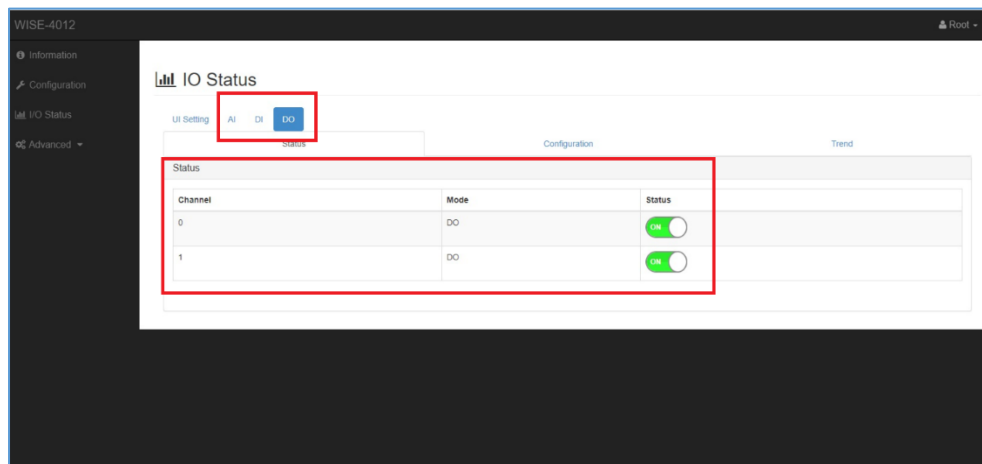 WISE-4012
Root
Information
Configuration
I/O Status
Advanced
IO Status
UI Setting AI DI DO
Status Configuration Trend
Status
Channel Mode Status
0 DO ON
1 DO ON